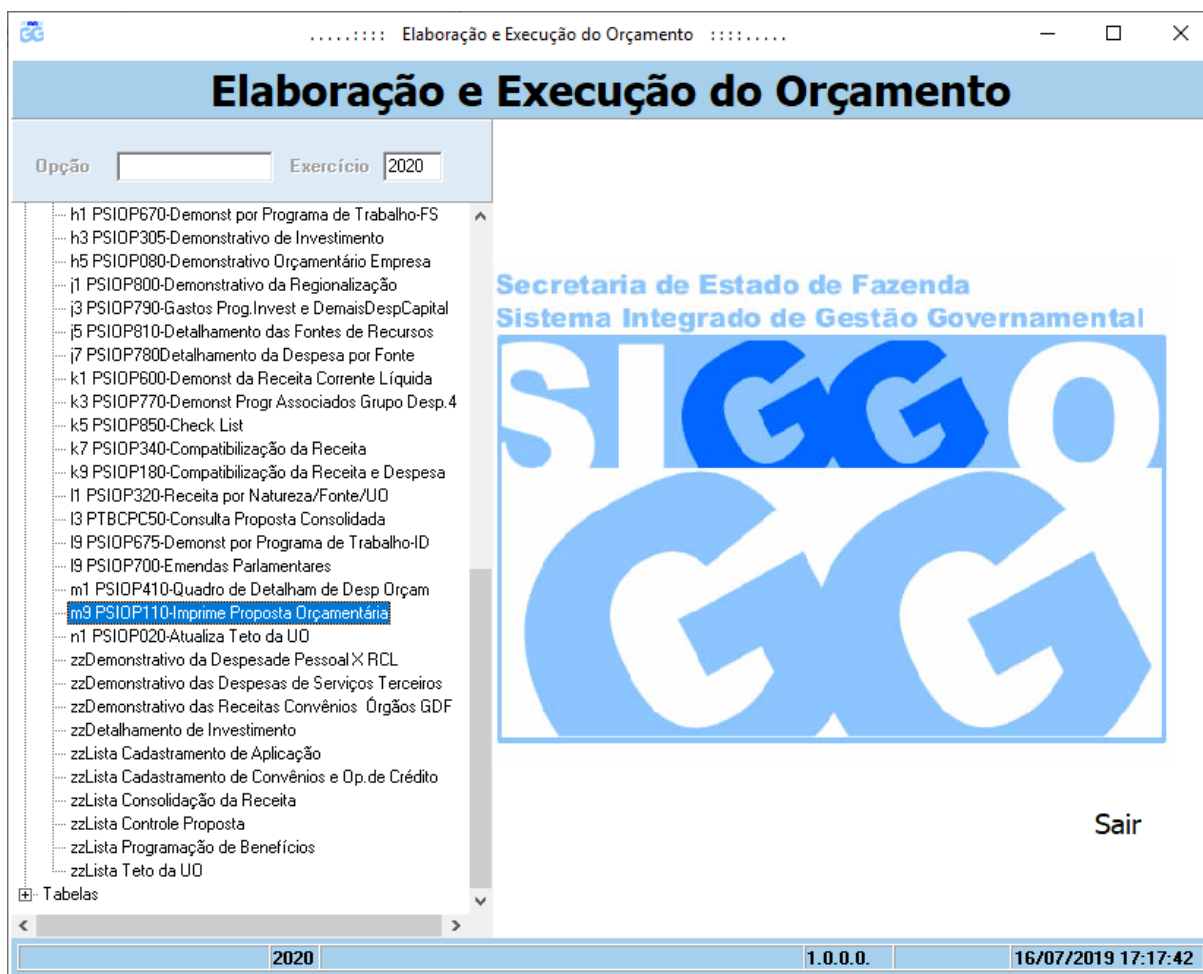 GG
.....:::: Elaboração e Execução do Orçamento ::::.....
Elaboração e Execução do Orçamento
Opção Exercício 2020
h1 PSIOP670-Demonst por Programa de Trabalho-FS
h3 PSIOP305-Demonstrativo de Investimento
h5 PSIOP080-Demonstrativo Orçamentário Empresa
j1 PSIOP800-Demonstrativo da Regionalização
j3 PSIOP790-Gastos Prog.Invest e DemaisDespCapital
j5 PSIOP810-Detalhamento das Fontes de Recursos
j7 PSIOP780Detalhamento da Despesa por Fonte
k1 PSIOP600-Demonst da Receita Corrente Líquida
k3 PSIOP770-Demonst Progr Associados Grupo Desp.4
k5 PSIOP850-Check List
k7 PSIOP340-Compatibilização da Receita
k9 PSIOP180-Compatibilização da Receita e Despesa
l1 PSIOP320-Receita por Natureza/Fonte/UO
l3 PTBCPC50-Consulta Proposta Consolidada
l9 PSIOP675-Demonst por Programa de Trabalho-ID
l9 PSIOP700-Emendas Parlamentares
m1 PSIOP410-Quadro de Detalham de Desp Orçam
m9 PSIOP110-Imprime Proposta Orçamentária
n1 PSIOP020-Atualiza Teto da UO
zzDemonstrativo da Despesade Pessoal X RCL
zzDemonstrativo das Despesas de Serviços Terceiros
zzDemonstrativo das Receitas Convênios Órgãos GDF
zzDetalhamento de Investimento
zzLista Cadastramento de Aplicação
zzLista Cadastramento de Convênios e Op.de Crédito
zzLista Consolidação da Receita
zzLista Controle Proposta
zzLista Programação de Benefícios
zzLista Teto da UO
Tabelas
Secretaria de Estado de Fazenda
Sistema Integrado de Gestão Governamental
SIGGO
GG
Sair
2020 1.0.0.0. 16/07/2019 17:17:42